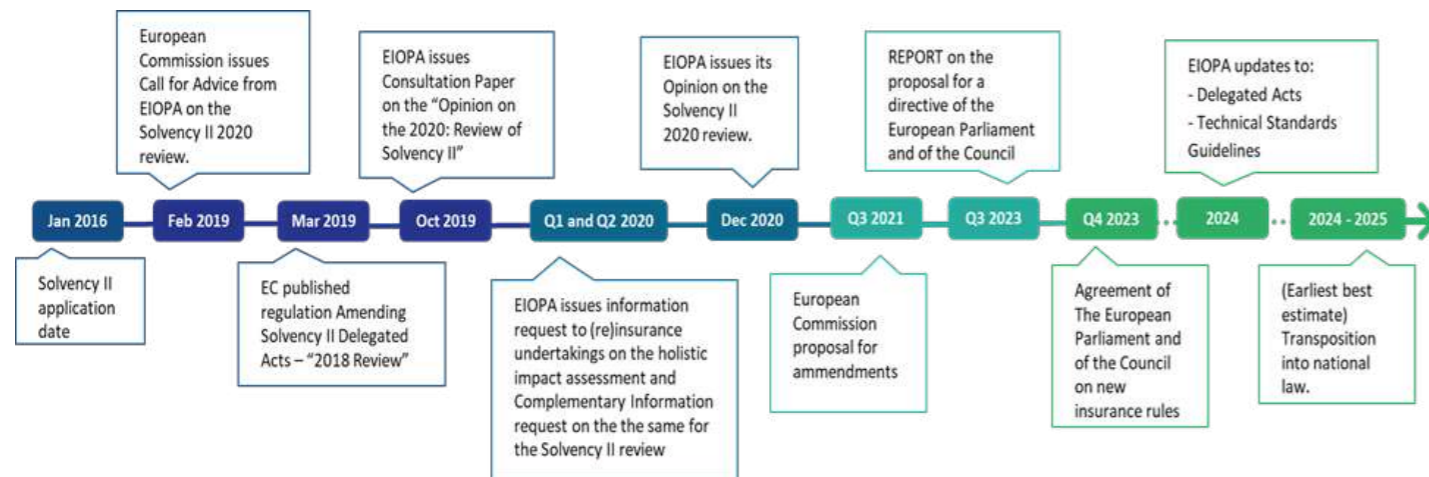 European
Commission issues
Call for Advice from
EIOPA on the
Solvency II 2020
review.
EIOPA issues
Consultation Paper
on the “Opinion on
the 2020: Review of
Solvency II”
EIOPA issues its
Opinion on the
Solvency II
2020 review.
REPORT on the
proposal for a
directive of the
European Parliament
and of the Council
EIOPA updates to:
- Delegated Acts
- Technical Standards
Guidelines
Jan 2016
Feb 2019
Mar 2019
Oct 2019
Q1 and Q2 2020
Dec 2020
Q3 2021
Q3 2023
Q4 2023
2024
2024 - 2025
Solvency II
application
date
EC published
regulation Amending
Solvency II Delegated
Acts – “2018 Review”
EIOPA issues information
request to (re)insurance
undertakings on the holistic
impact assessment and
Complementary Information
request on the the same for
the Solvency II review
European
Commission
proposal for
ammendments
Agreement of
The European
Parliament and
of the Council
on new
insurance rules
(Earliest best
estimate)
Transposition
into national
law.